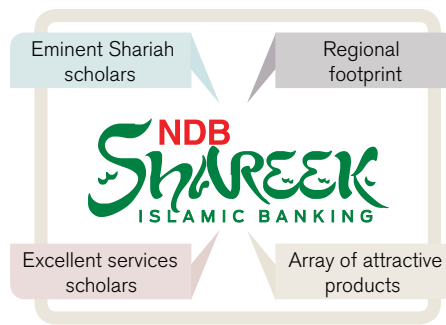 Eminent Shariah
scholars
Regional
footprint
NDB
SHAREEK
ISLAMIC BANKING
Excellent services
scholars
Array of attractive
products